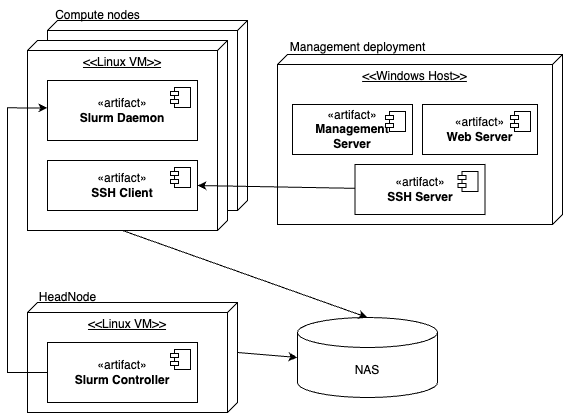 Compute nodes
<<Linux VM>>
«artifact»
Slurm Daemon
«artifact»
SSH Client
Management deployment
<<Windows Host>>
«artifact»
Management
Server
«artifact»
Web Server
«artifact»
SSH Server
HeadNode
<<Linux VM>>
«artifact»
Slurm Controller
NAS